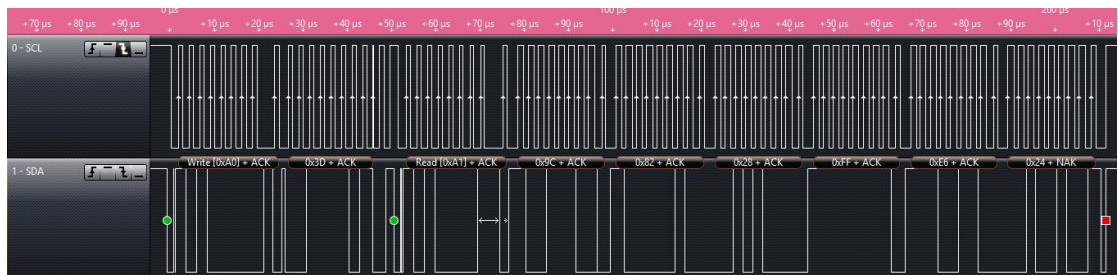 0 µs 100 µs 200 µs
+70 µs +80 µs +90 µs +10 µs +20 µs +30 µs +40 µs +50 µs +60 µs +70 µs +80 µs +90 µs +10 µs +20 µs +30 µs +40 µs +50 µs +60 µs +70 µs +80 µs +90 µs +10 µs
0 - SCL
Write [0xA0] + ACK 0x3D + ACK Read [0xA1] + ACK 0x9C + ACK 0x82 + ACK 0x28 + ACK 0xFF + ACK 0xE6 + ACK 0x24 + NAK
1 - SDA